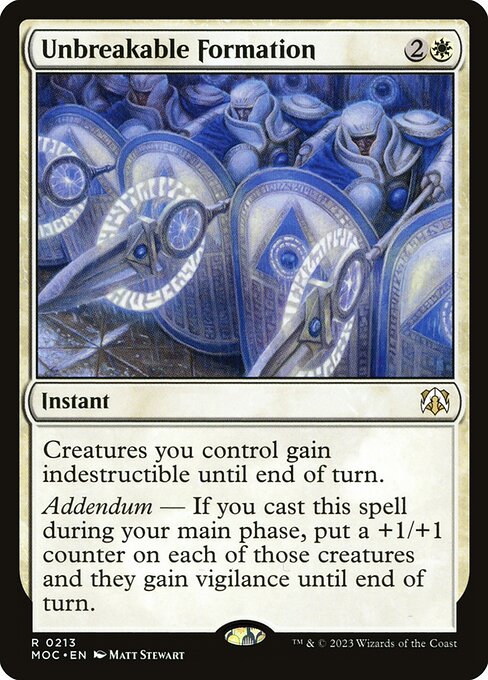 Unbreakable Formation 2
Instant
Creatures you control gain
indestructible until end of turn.
Addendum — If you cast this spell
during your main phase, put a +1/+1
counter on each of those creatures
and they gain vigilance until end of
turn.
R 0213
MOC • EN Matt Stewart
™ & © 2023 Wizards of the Coast